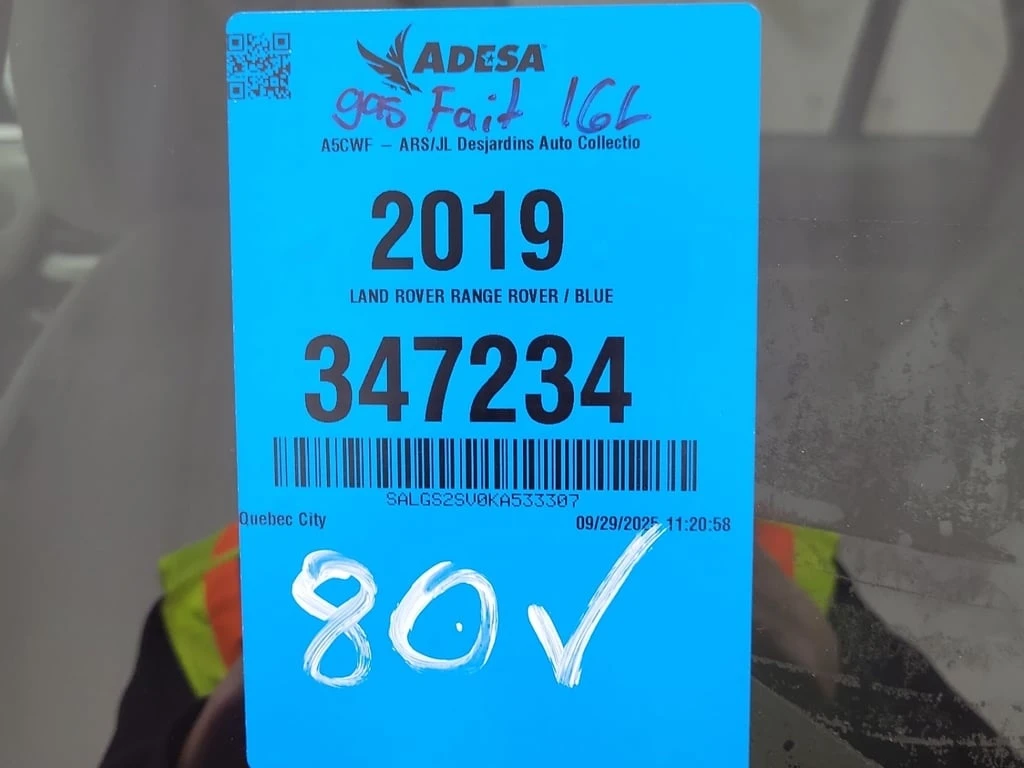 ADESA
gas Fait 16L
A5CWF – ARS/JL Desjardins Auto Collectio
2019
LAND ROVER RANGE ROVER / BLUE
347234
SALGS2SV0KA533307
Quebec City 09/29/2025 11:20:58
80 ✓